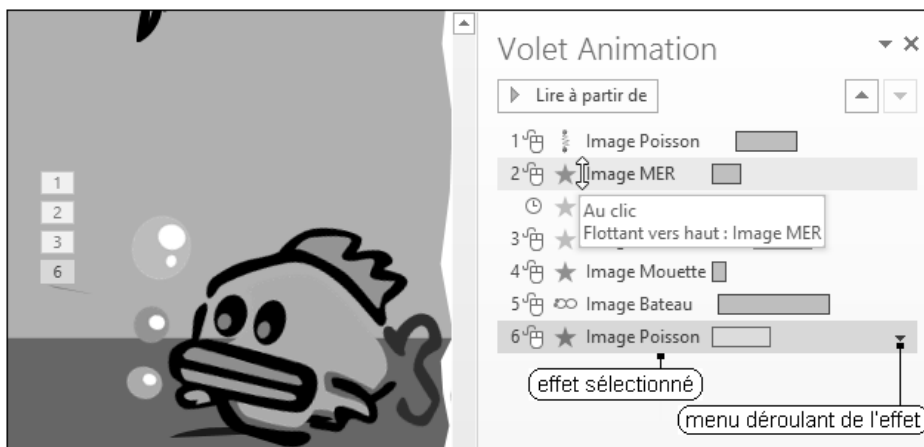 1
2
3
6
Volet Animation
Lire à partir de
1 Image Poisson
2 Image MER
Au clic
Flottant vers haut : Image MER
3
4 Image Mouette
5 Image Bateau
6 Image Poisson
effet sélectionné
menu déroulant de l'effet